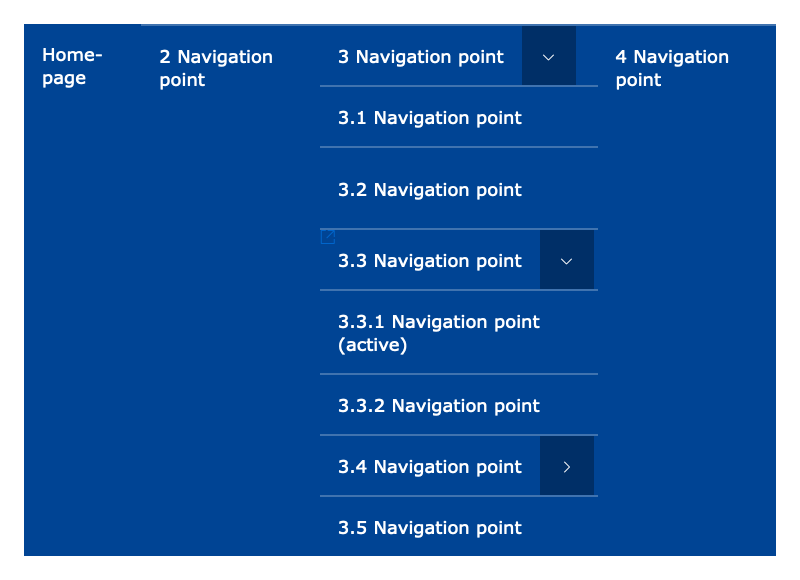 Home-
page
2 Navigation
point
3 Navigation point
3.1 Navigation point
3.2 Navigation point
3.3 Navigation point
3.3.1 Navigation point
(active)
3.3.2 Navigation point
3.4 Navigation point
3.5 Navigation point
4 Navigation
point